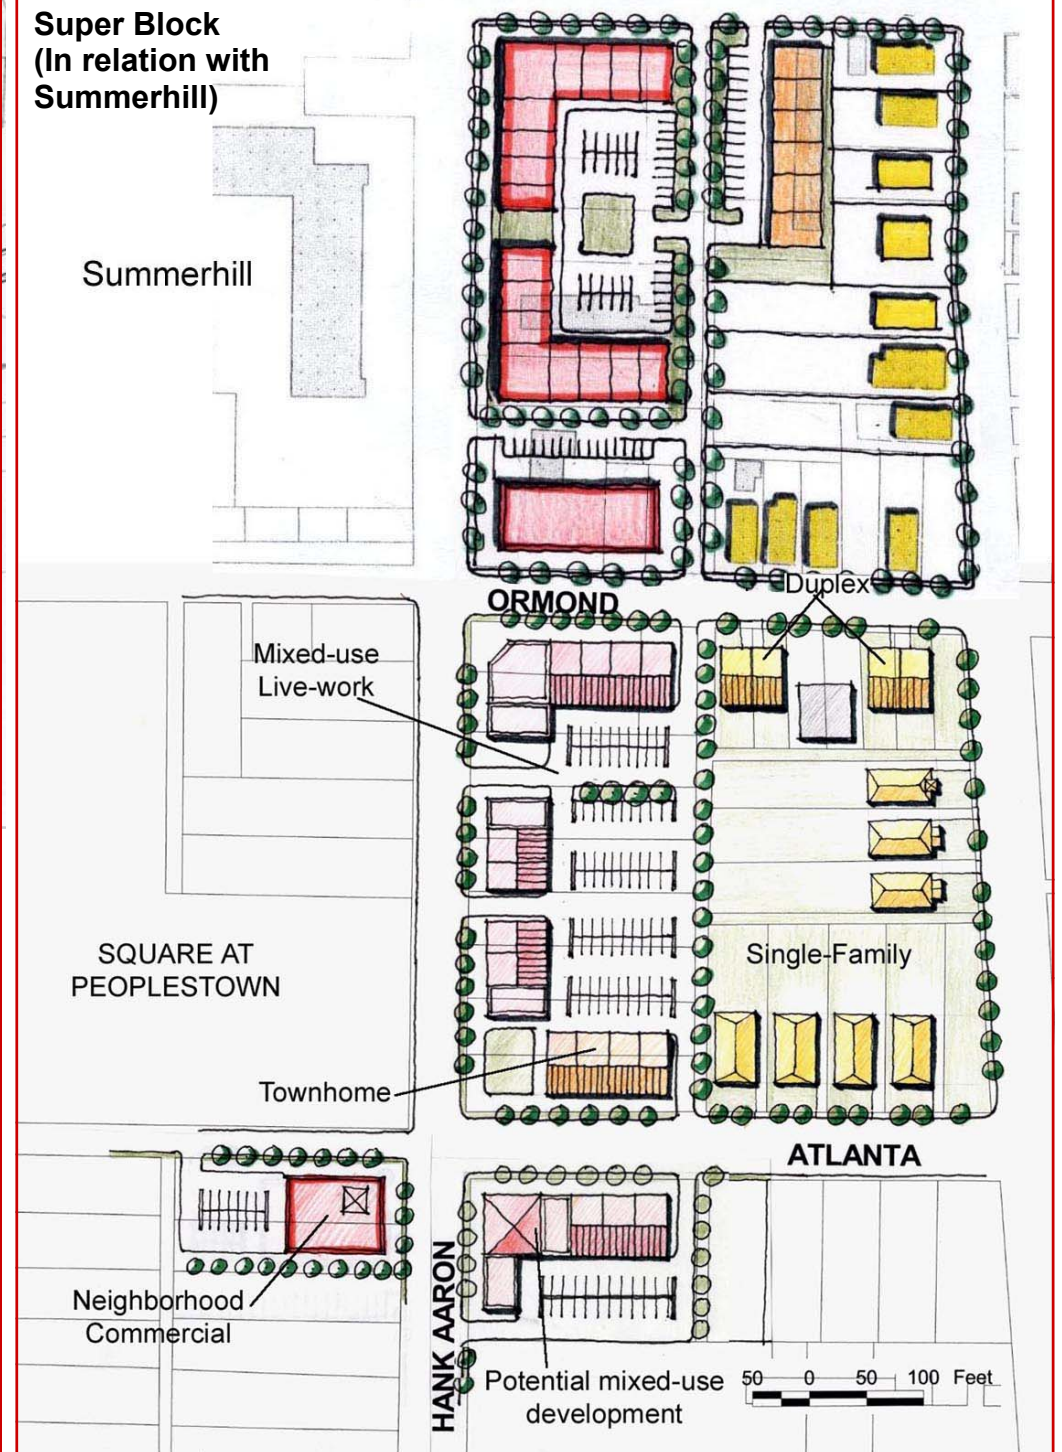 Super Block
(In relation with
Summerhill)
Summerhill
ORMOND
Duplex
Mixed-use
Live-work
SQUARE AT
PEOPLESTOWN
Single-Family
Townhome
ATLANTA
HANK AARON
Neighborhood
Commercial
Potential mixed-use
development
50 0 50 100 Feet